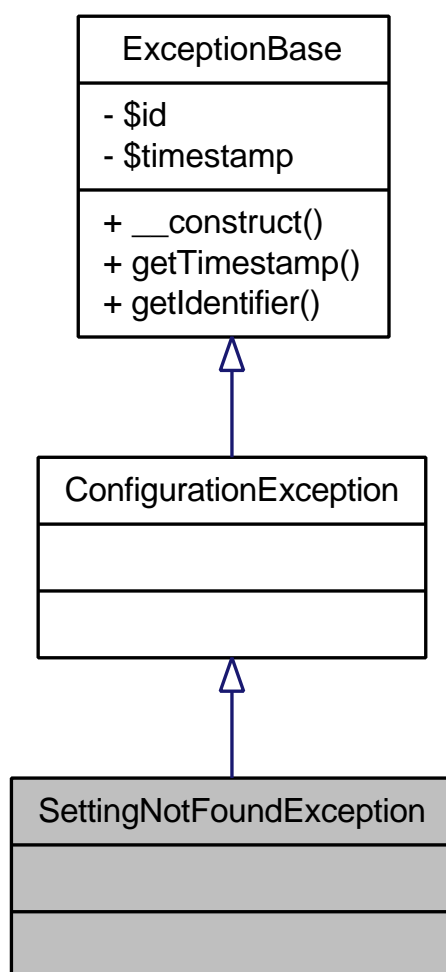 ExceptionBase
- $id
- $timestamp
+ __construct()
+ getTimestamp()
+ getIdentifier()
ConfigurationException
SettingNotFoundException